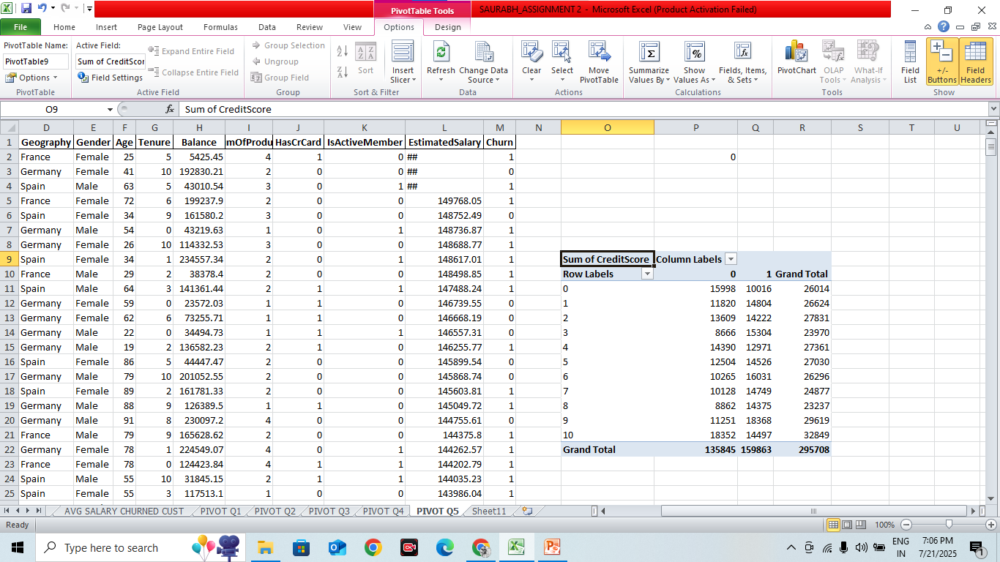 PivotTable Tools
SAURABH_ASSIGNMENT 2 - Microsoft Excel (Product Activation Failed)
File Home Insert Page Layout Formulas Data Review View Options Design
PivotTable Name:
PivotTable9
Options
PivotTable
Active Field:
Sum of CreditScor
Field Settings
Expand Entire Field
Collapse Entire Field
Active Field
Group Selection
Ungroup
Group Field
Group
Sort
Insert
Slicer
Sort & Filter
Refresh
Change Data
Source
Data
Clear
Select
Move
PivotTable
Actions
Summarize
Values By
Show
Values As
Fields, Items,
& Sets
Calculations
PivotChart
OLAP
Tools
What-If
Analysis
Tools
Field
List
+/-
Buttons
Field
Headers
Show
O9 fx Sum of CreditScore
D E F G H I J K L M N O P Q R S T U
1 Geography Gender Age Tenure Balance mOfProdu HasCrCard IsActiveMember EstimatedSalary Churn
2 France Female 25 5 5425.45 4 1 0 ## 1 0
3 Germany Female 41 10 192830.21 2 0 0 ## 0
4 Spain Male 63 5 43010.54 3 0 1 ## 1
5 France Female 72 6 199237.9 2 0 0 149768.05 1
6 Spain Female 34 9 161580.2 3 0 0 148752.49 0
7 Germany Male 54 0 43219.63 1 0 1 148736.87 1
8 Germany Female 26 10 114332.53 3 0 0 148688.77 1
9 Spain Female 34 1 234557.34 2 0 1 148617.01 1 Sum of CreditScore Column Labels
10 France Male 29 2 38378.4 2 0 0 148498.85 1 Row Labels 0 1 Grand Total
11 Spain Male 64 3 141361.44 2 1 1 147488.24 1 0 15998 10016 26014
12 Germany Female 59 0 23572.03 1 1 0 146739.55 0 1 11820 14804 26624
13 Germany Female 62 6 73255.71 1 1 0 146668.19 0 2 13609 14222 27831
14 Germany Male 22 0 34494.73 1 1 1 146557.31 0 3 8666 15304 23970
15 Germany Male 19 2 136582.23 2 1 0 146255.77 1 4 14390 12971 27361
16 Spain Female 86 5 44447.47 2 0 0 145899.54 0 5 12504 14526 27030
17 Germany Male 79 10 201052.55 2 0 0 145868.74 0 6 10265 16031 26296
18 Spain Female 89 2 161781.33 2 0 0 145603.81 1 7 10128 14749 24877
19 Germany Male 88 9 126389.5 1 1 0 145049.72 1 8 8862 14375 23237
20 Germany Male 91 8 230097.2 4 0 0 144755.61 0 9 11251 18368 29619
21 France Male 79 9 165628.62 2 0 0 144375.8 1 10 18352 14497 32849
22 Germany Female 78 1 224549.07 4 0 1 144262.57 1 Grand Total 135845 159863 295708
23 France Female 78 0 124423.84 4 1 1 144202.79 1
24 Spain Male 55 10 31845.15 2 1 1 144035.23 1
25 Spain Female 55 3 117513.1 1 0 0 143986.04 1
AVG SALARY CHURNED CUST PIVOT Q1 PIVOT Q2 PIVOT Q3 PIVOT Q4 PIVOT Q5 Sheet11
Ready 100%
Type here to search
ENG
IN
7:06 PM
7/21/2025
1